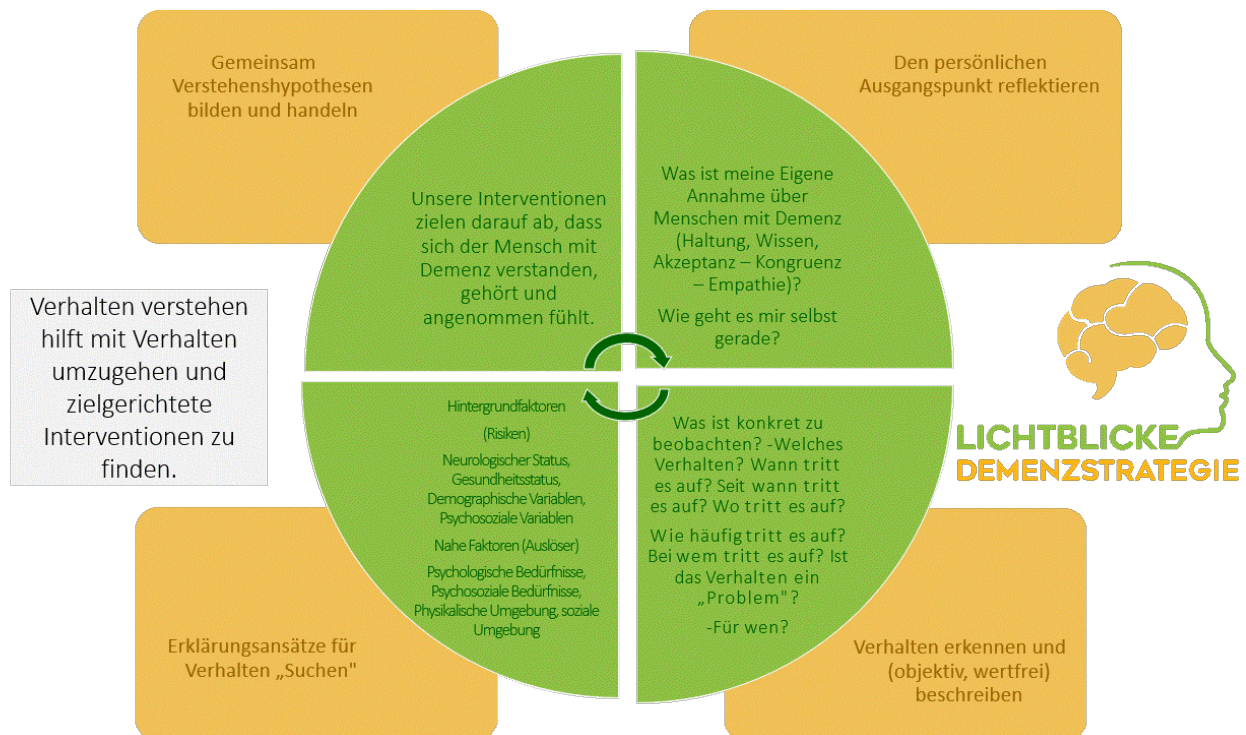 Gemeinsam
Verstehenshypothesen
bilden und handeln
Den persönlichen
Ausgangspunkt reflektieren
Unsere Interventionen
zielen darauf ab, dass
sich der Mensch mit
Demenz verstanden,
gehört und
angenommen fühlt.
Was ist meine Eigene
Annahme über
Menschen mit Demenz
(Haltung, Wissen,
Akzeptanz – Kongruenz
– Empathie)?
Wie geht es mir selbst
gerade?
Verhalten verstehen
hilft mit Verhalten
umzugehen und
zielgerichtete
Interventionen zu
finden.
LICHTBLICKE
DEMENZSTRATEGIE
Hintergrundfaktoren
(Risiken)
Neurologischer Status,
Gesundheitsstatus,
Demographische Variablen,
Psychosoziale Variablen
Nahe Faktoren (Auslöser)
Psychologische Bedürfnisse,
Psychosoziale Bedürfnisse,
Physikalische Umgebung, soziale
Umgebung
Was ist konkret zu
beobachten? -Welches
Verhalten? Wann tritt
es auf? Seit wann tritt
es auf? Wo tritt es auf?
Wie häufig tritt es auf?
Bei wem tritt es auf? Ist
das Verhalten ein
„Problem"?
-Für wen?
Erklärungsansätze für
Verhalten „Suchen"
Verhalten erkennen und
(objektiv, wertfrei)
beschreiben